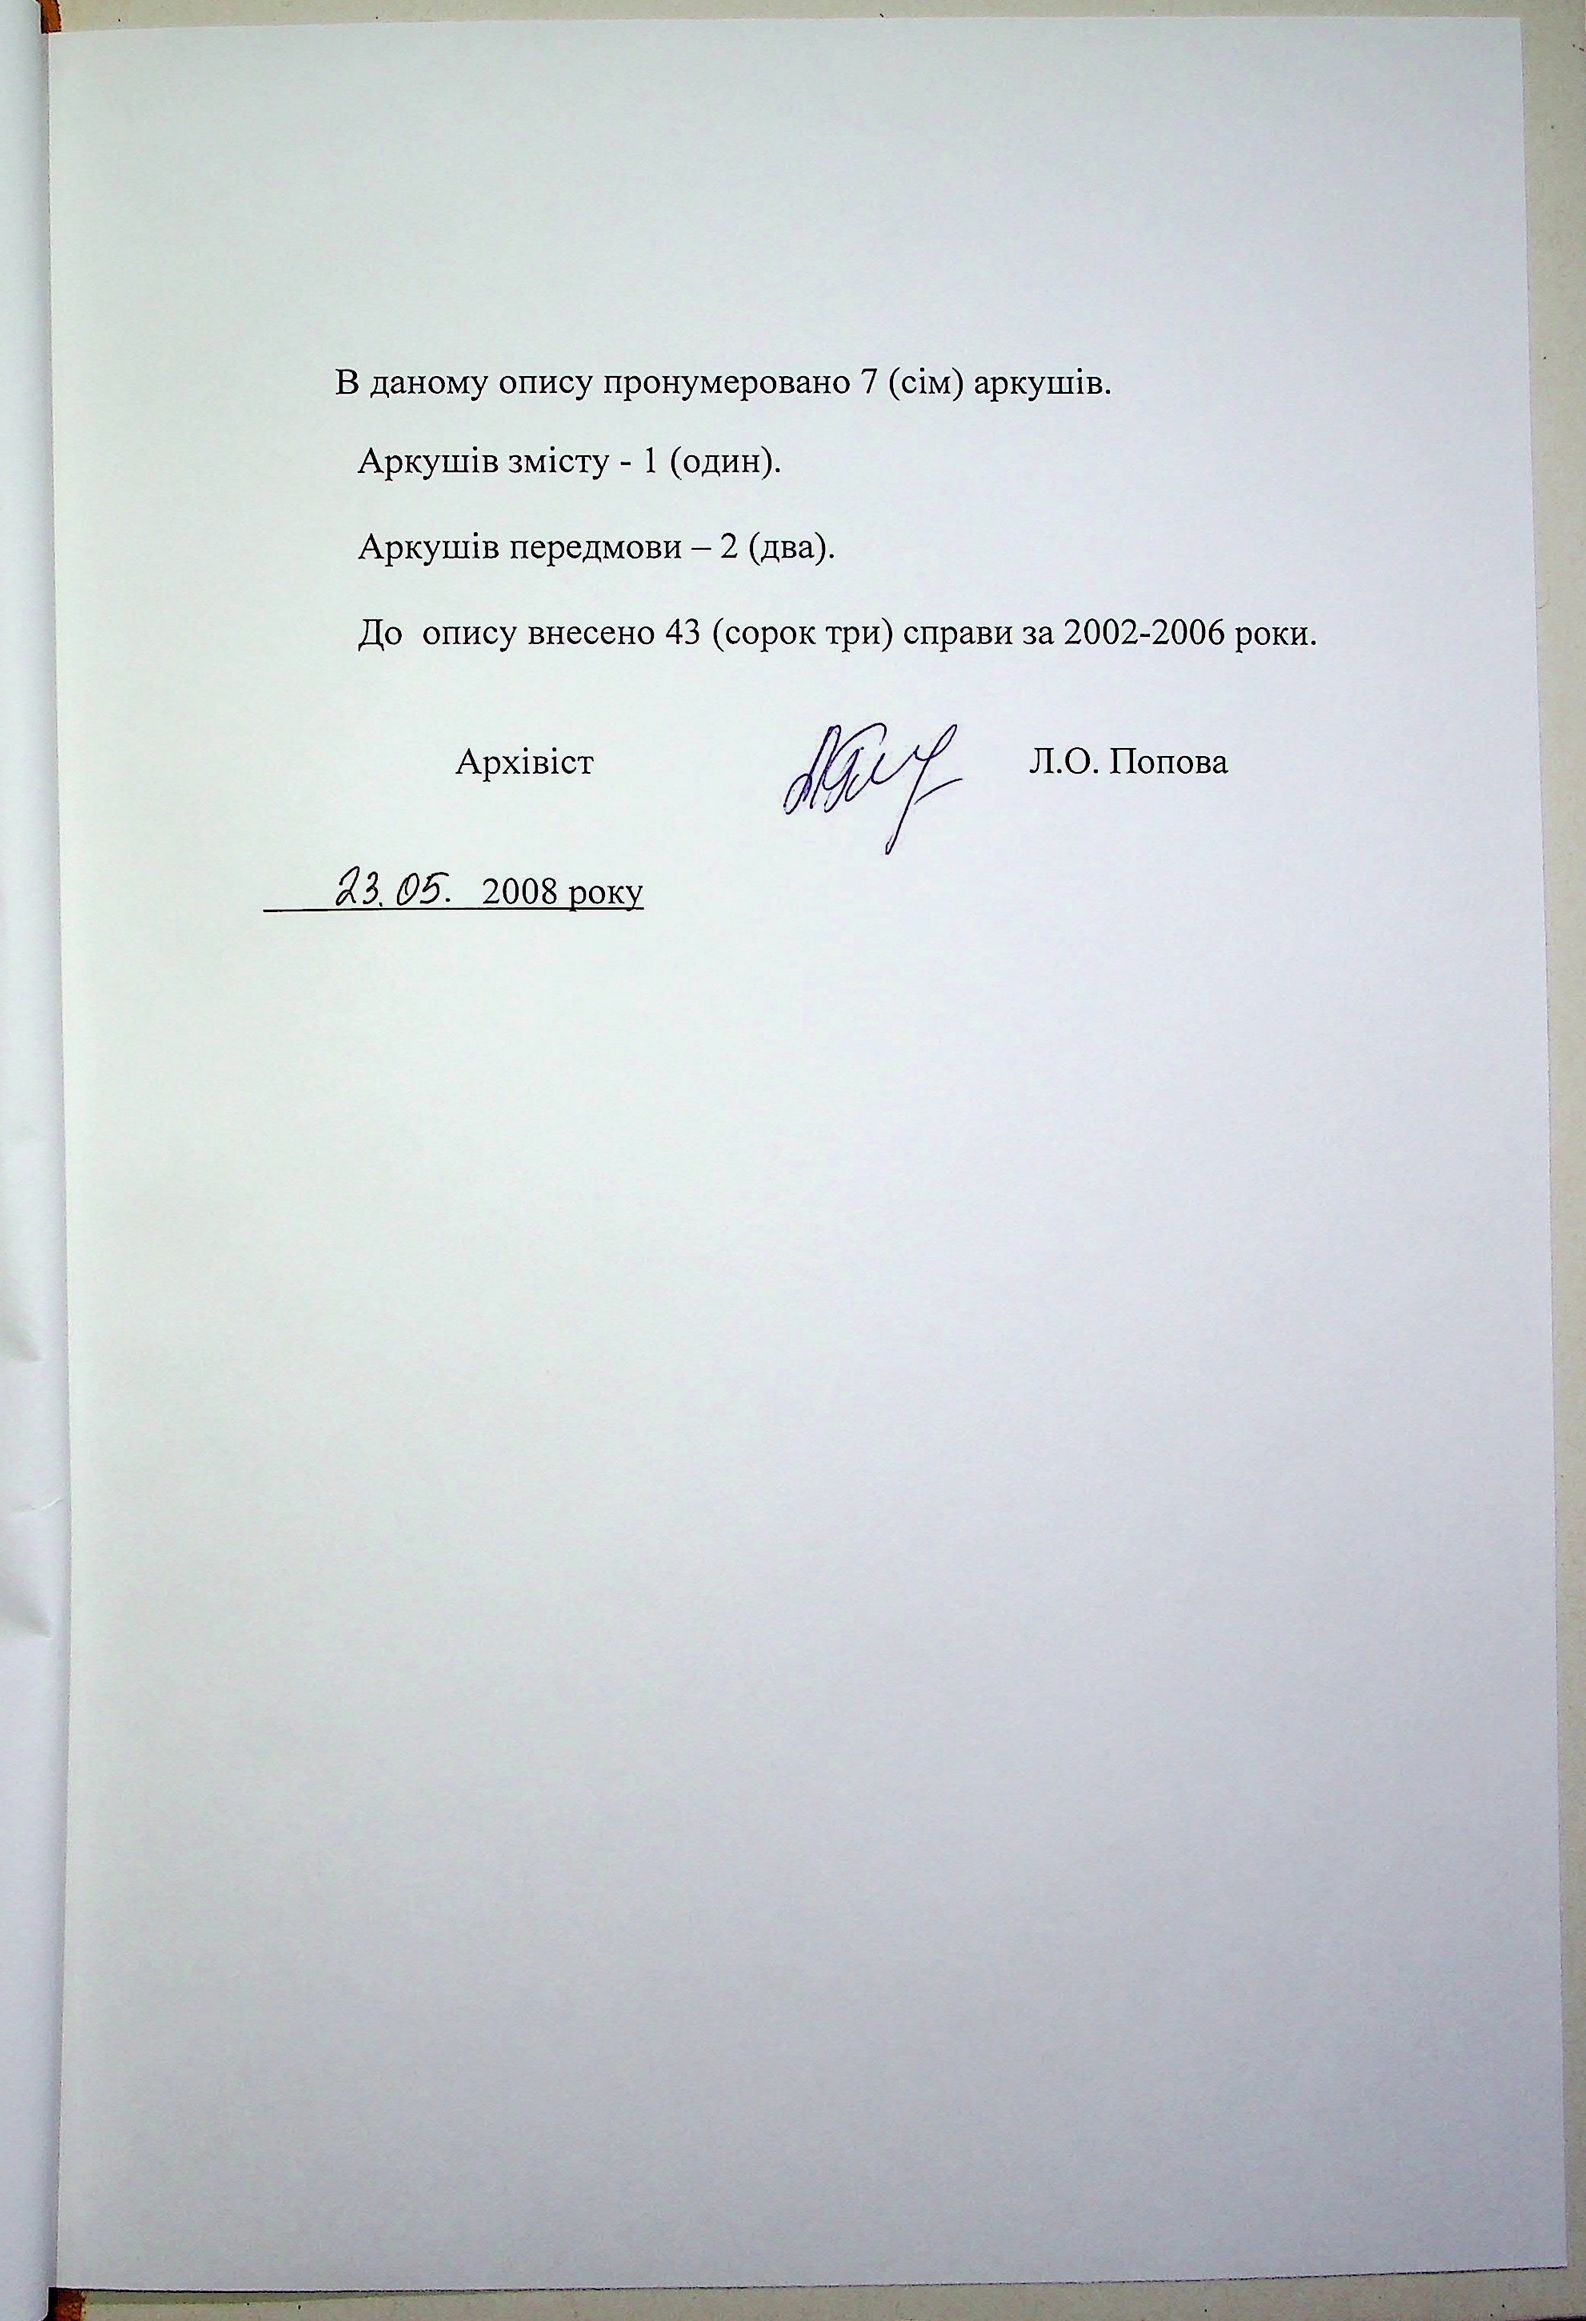 В даному опису пронумеровано 7 (сім) аркушів.
Аркушів змісту - 1 (один).
Аркушів передмови – 2 (два).
До опису внесено 43 (сорок три) справи за 2002-2006 роки.
Архівіст Л.О. Попова
23.05. 2008 року